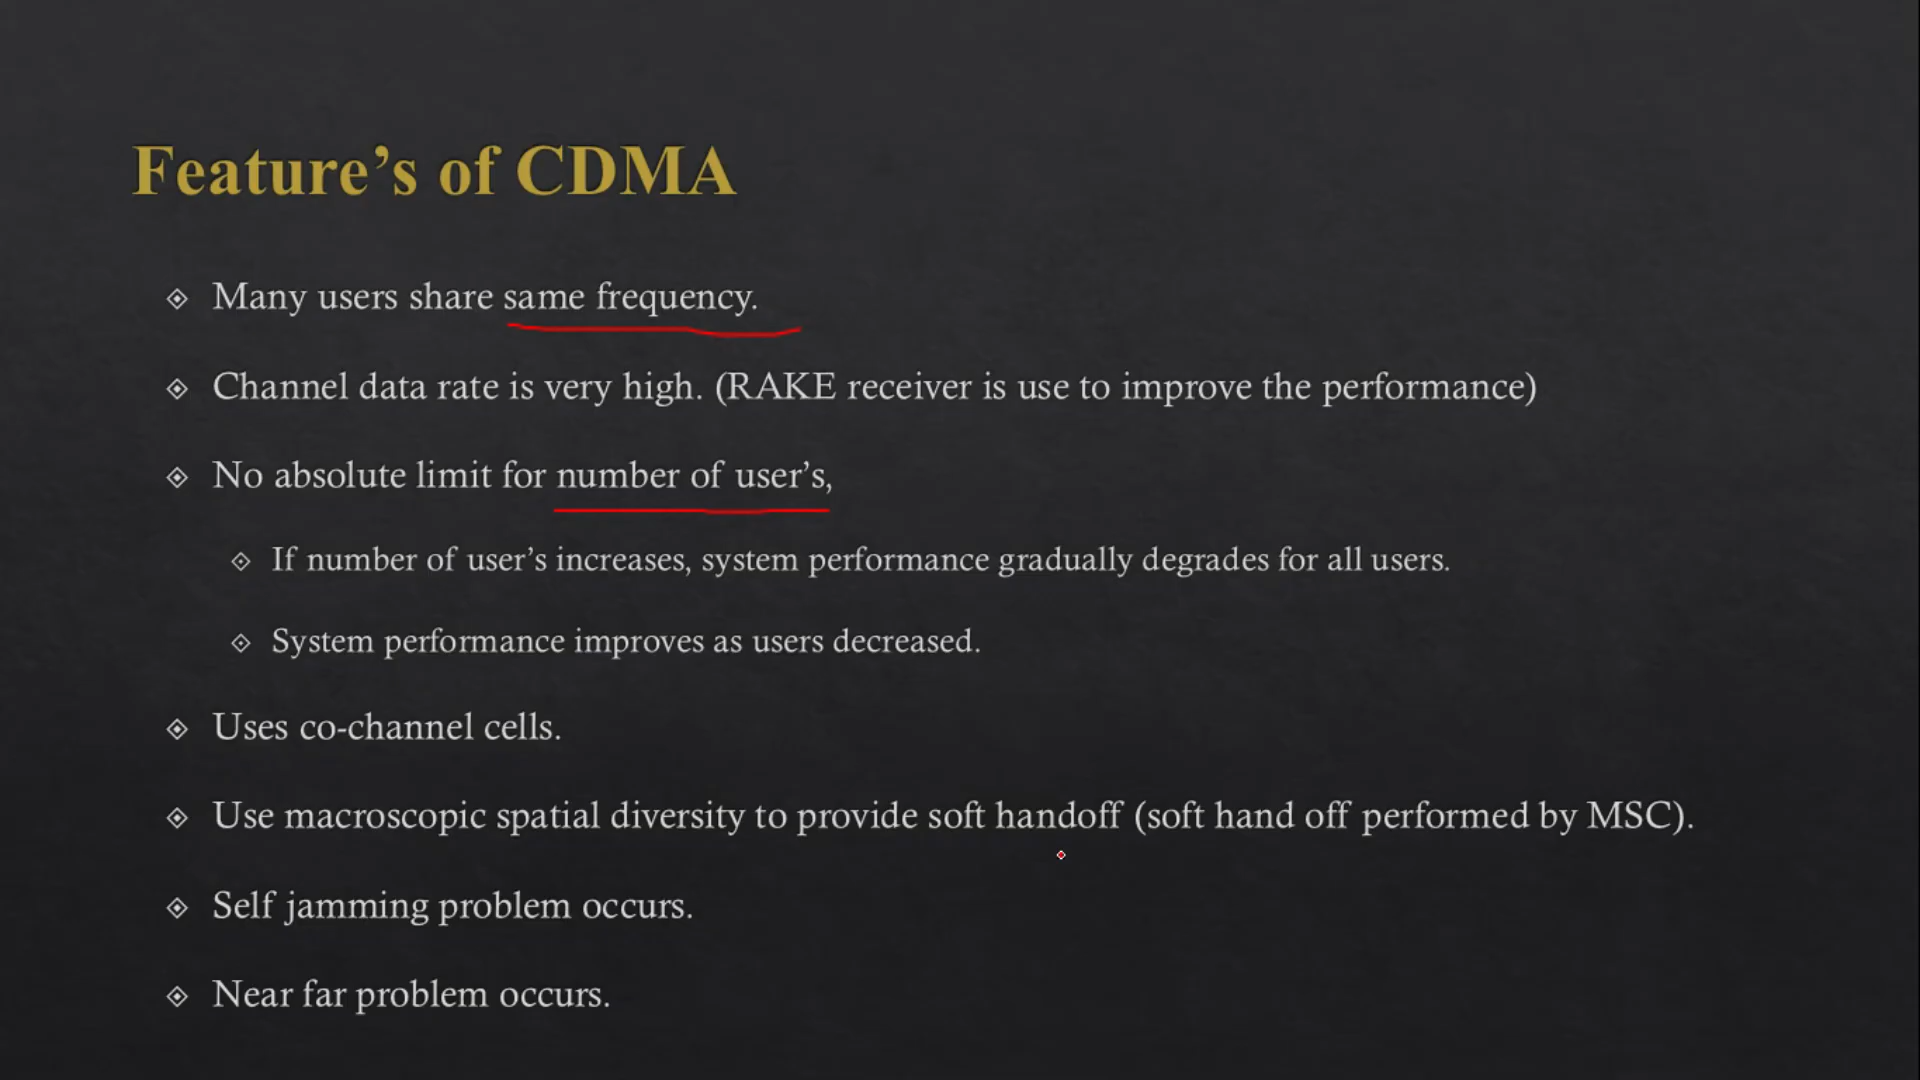 Feature’s of CDMA
Many users share same frequency.
Channel data rate is very high. (RAKE receiver is use to improve the performance)
No absolute limit for number of user’s,
If number of user’s increases, system performance gradually degrades for all users.
System performance improves as users decreased.
Uses co-channel cells.
Use macroscopic spatial diversity to provide soft handoff (soft hand off performed by MSC).
Self jamming problem occurs.
Near far problem occurs.